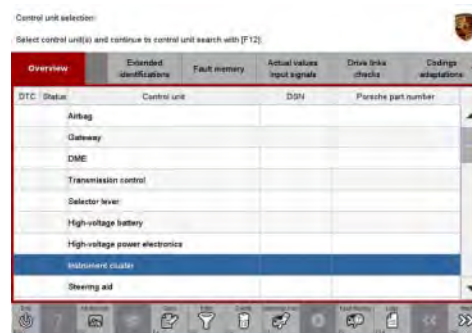 Control unit selection:
Select control unit(s) and continue to control unit search with [F12].
Overview
Extended identifications
Fault memory
Actual values input signals
Drive links checks
Codings adaptations
DTC Status Control unit DSN Porsche part number
Airbag
Gateway
DME
Transmission control
Selector lever
High-voltage battery
High-voltage power electronics
Instrument cluster
Steering aid